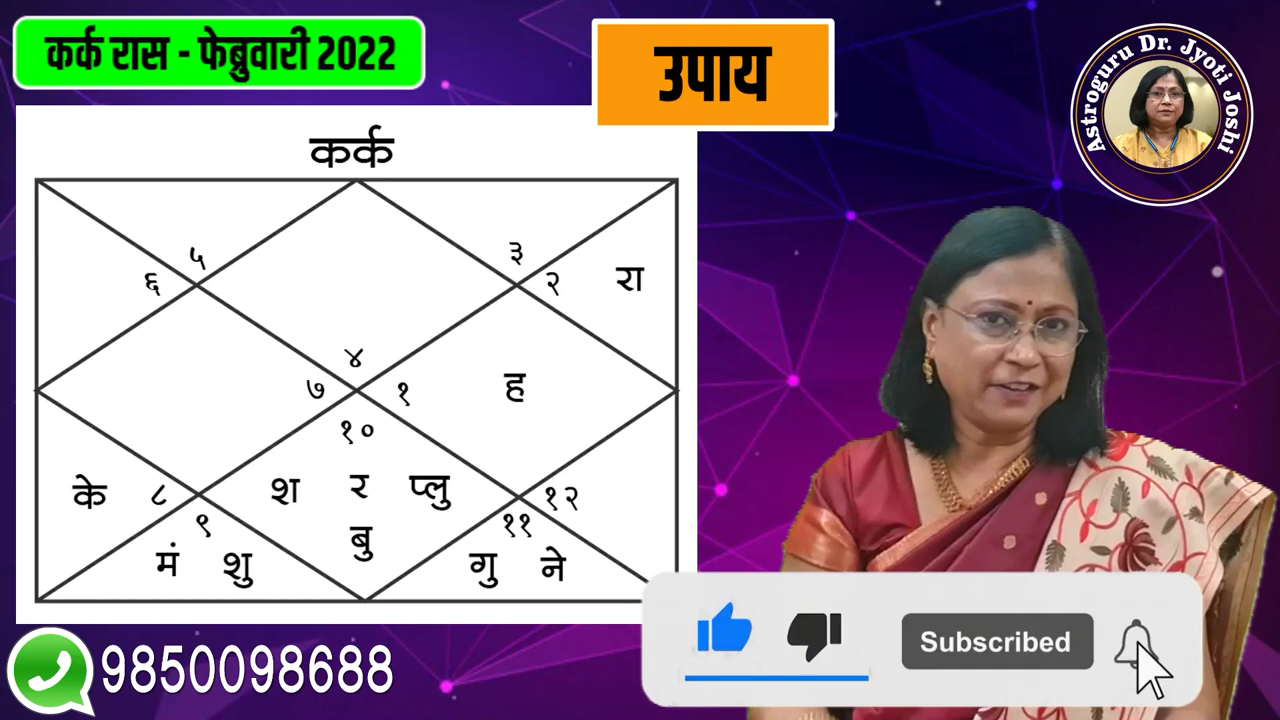 कर्क रास - फेब्रुवारी 2022
उपाय
Astroguru Dr. Jyoti Joshi
कर्क
५
३
६
२
रा
४
७
१
ह
१०
के
८
श
र
प्लु
१२
९
११
बु
मं
शु
गु
ने
9850098688
Subscribed